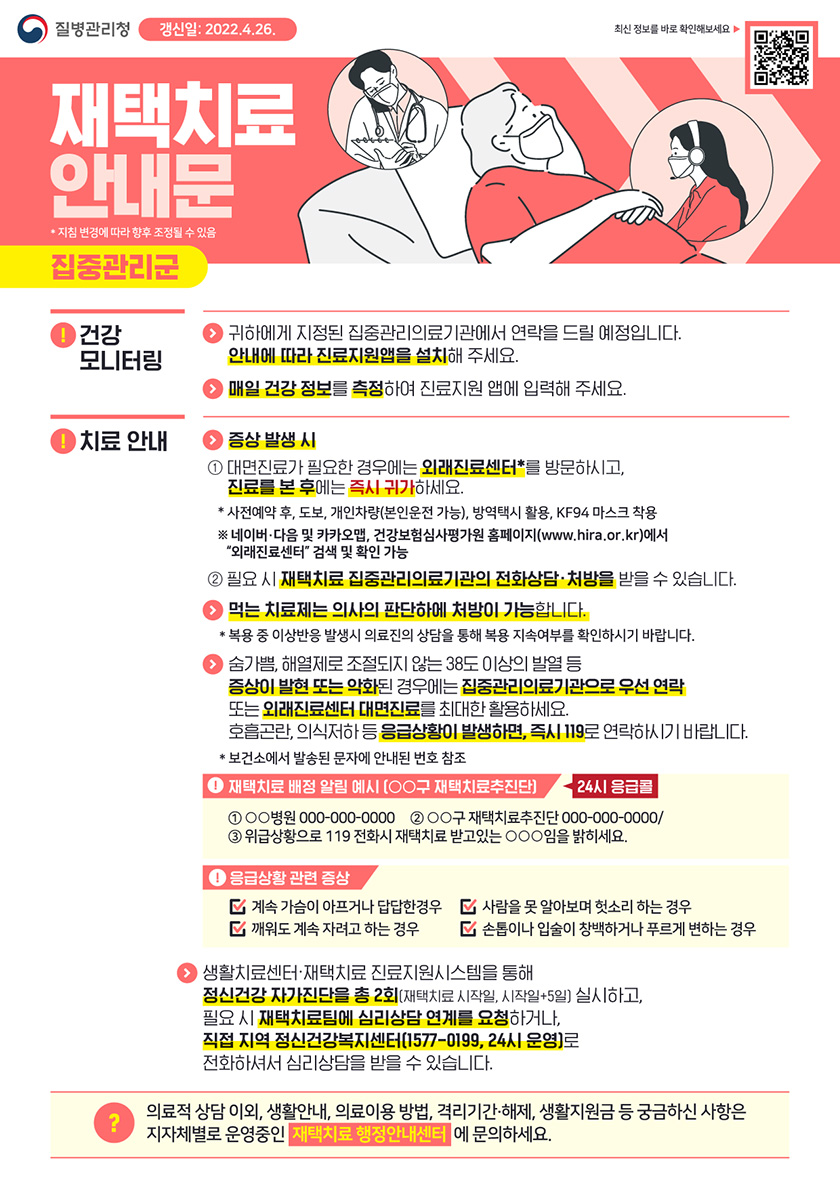 질병관리청
갱신일: 2022.4.26.
최신 정보를 바로 확인해보세요 ▶
재택치료
안내문
* 지침 변경에 따라 향후 조정될 수 있음
집중관리군
! 건강
모니터링
귀하에게 지정된 집중관리의료기관에서 연락을 드릴 예정입니다.
안내에 따라 진료지원앱을 설치해 주세요.
매일 건강 정보를 측정하여 진료지원 앱에 입력해 주세요.
! 치료 안내
증상 발생 시
① 대면진료가 필요한 경우에는 외래진료센터*를 방문하시고,
진료를 본 후에는 즉시 귀가하세요.
* 사전예약 후, 도보, 개인차량(본인운전 가능), 방역택시 활용, KF94 마스크 착용
※ 네이버·다음 및 카카오맵, 건강보험심사평가원 홈페이지(www.hira.or.kr)에서
“외래진료센터” 검색 및 확인 가능
② 필요 시 재택치료 집중관리의료기관의 전화상담·처방을 받을 수 있습니다.
먹는 치료제는 의사의 판단하에 처방이 가능합니다.
* 복용 중 이상반응 발생시 의료진의 상담을 통해 복용 지속여부를 확인하시기 바랍니다.
숨가쁨, 해열제로 조절되지 않는 38도 이상의 발열 등
증상이 발현 또는 악화된 경우에는 집중관리의료기관으로 우선 연락
또는 외래진료센터 대면진료를 최대한 활용하세요.
호흡곤란, 의식저하 등 응급상황이 발생하면, 즉시 119로 연락하시기 바랍니다.
* 보건소에서 발송된 문자에 안내된 번호 참조
! 재택치료 배정 알림 예시 (○○구 재택치료추진단) 24시 응급콜
① ○○병원 000-000-0000 ② ○○구 재택치료추진단 000-000-0000/
③ 위급상황으로 119 전화시 재택치료 받고있는 ○○○임을 밝히세요.
! 응급상황 관련 증상
계속 가슴이 아프거나 답답한경우 사람을 못 알아보며 헛소리 하는 경우
깨워도 계속 자려고 하는 경우 손톱이나 입술이 창백하거나 푸르게 변하는 경우
생활치료센터·재택치료 진료지원시스템을 통해
정신건강 자가진단을 총 2회(재택치료 시작일, 시작일+5일) 실시하고,
필요 시 재택치료팀에 심리상담 연계를 요청하거나,
직접 지역 정신건강복지센터(1577-0199, 24시 운영)로
전화하셔서 심리상담을 받을 수 있습니다.
? 의료적 상담 이외, 생활안내, 의료이용 방법, 격리기간·해제, 생활지원금 등 궁금하신 사항은
지자체별로 운영중인 재택치료 행정안내센터 에 문의하세요.